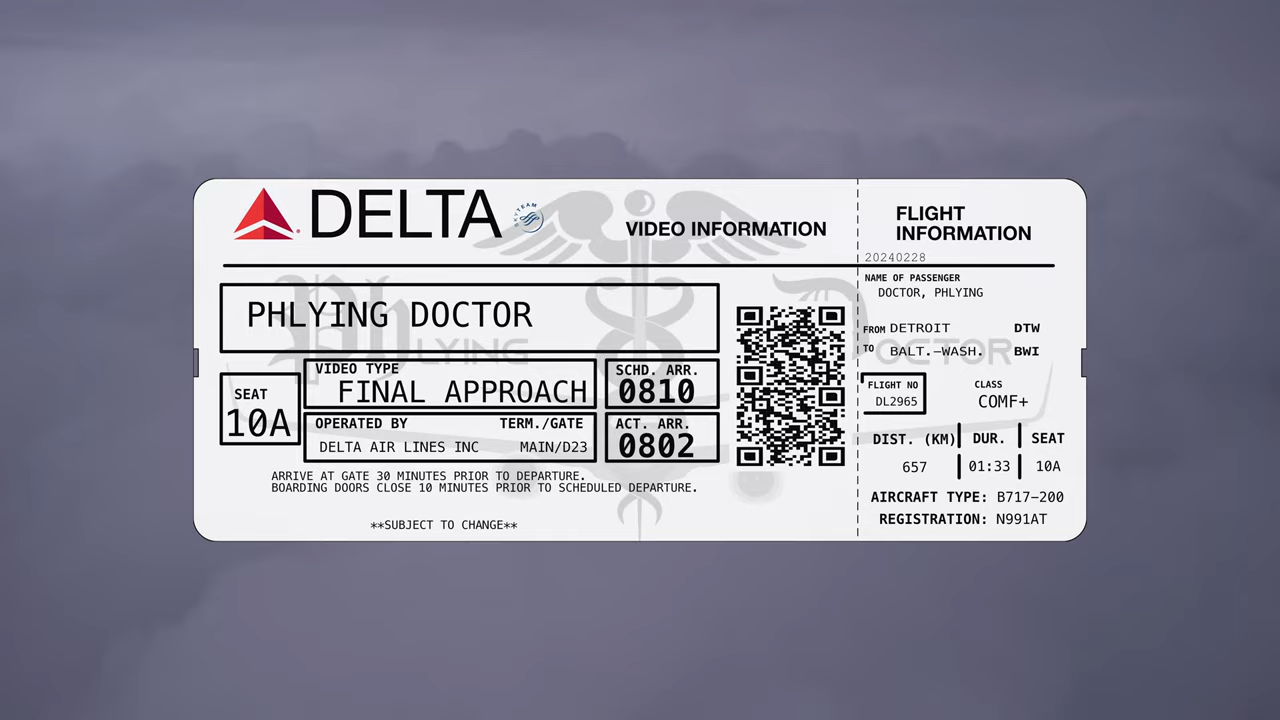 DELTA
SKYTEAM
VIDEO INFORMATION
PHLYING DOCTOR
Phlying Doctor
SEAT
10A
VIDEO TYPE
FINAL APPROACH
SCHD. ARR.
0810
OPERATED BY TERM./GATE
DELTA AIR LINES INC MAIN/D23
ACT. ARR.
0802
ARRIVE AT GATE 30 MINUTES PRIOR TO DEPARTURE.
BOARDING DOORS CLOSE 10 MINUTES PRIOR TO SCHEDULED DEPARTURE.
**SUBJECT TO CHANGE**
FLIGHT
INFORMATION
20240228
NAME OF PASSENGER
DOCTOR, PHLYING
FROM DETROIT DTW
TO BALT.-WASH. BWI
FLIGHT NO CLASS
DL2965 COMF+
DIST. (KM) DUR. SEAT
657 01:33 10A
AIRCRAFT TYPE: B717-200
REGISTRATION: N991AT